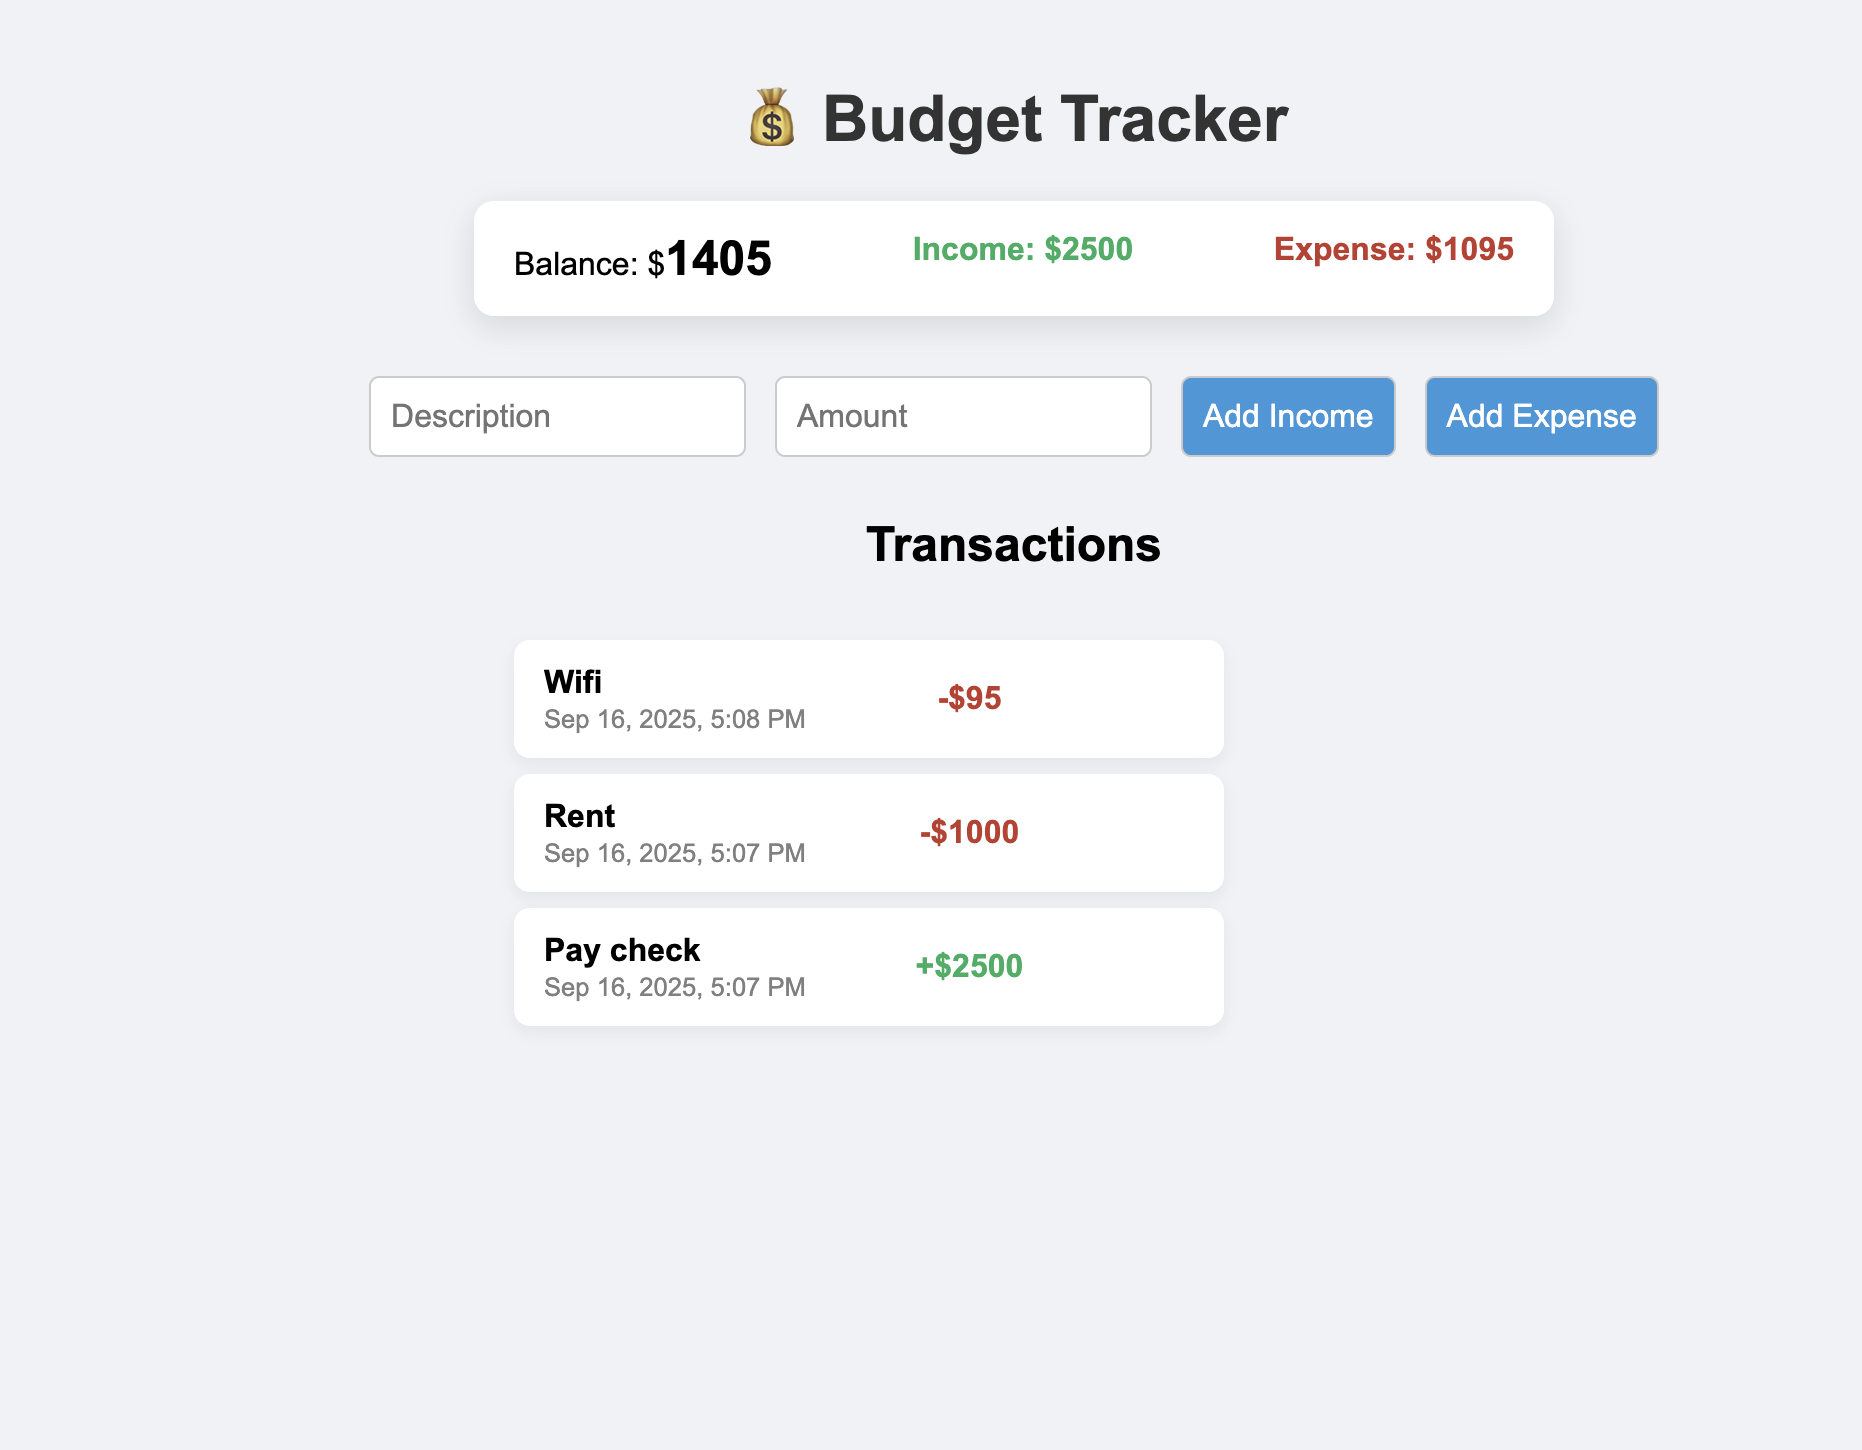 💰 Budget Tracker
Balance: $1405 Income: $2500 Expense: $1095
Description Amount Add Income Add Expense
Transactions
Wifi
Sep 16, 2025, 5:08 PM
-$95
Rent
Sep 16, 2025, 5:07 PM
-$1000
Pay check
Sep 16, 2025, 5:07 PM
+$2500